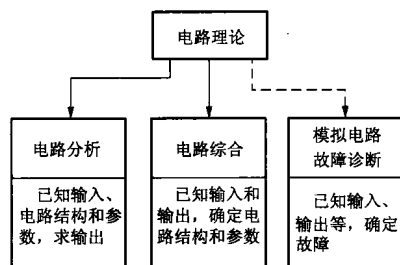 电路理论
电路分析
已知输入、
电路结构和参
数，求输出
电路综合
已知输入和
输出，确定电
路结构和参数
模拟电路
故障诊断
已知输入、
输出等，确定
故障